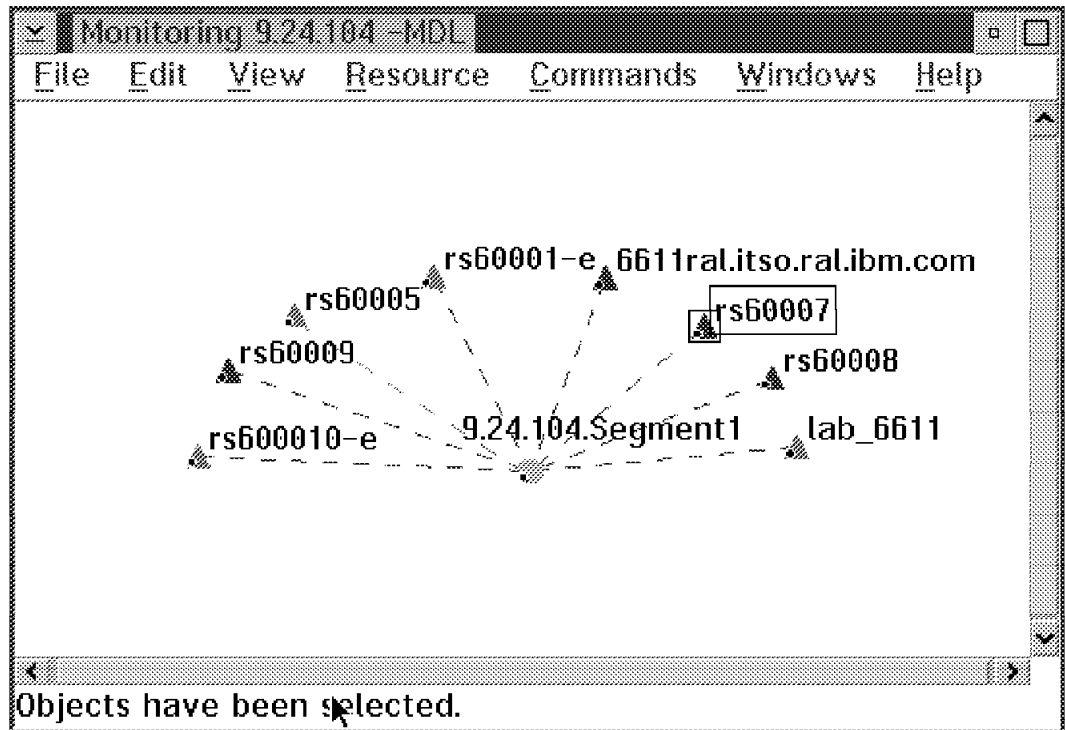 Monitoring 9.24.104 -MDL
File Edit View Resource Commands Windows Help
rs60001-e 6611ral.itso.ral.ibm.com
rs60005 rs60007
rs60009 rs60008
rs600010-e 9.24.104.Segment1 lab_6611
Objects have been selected.